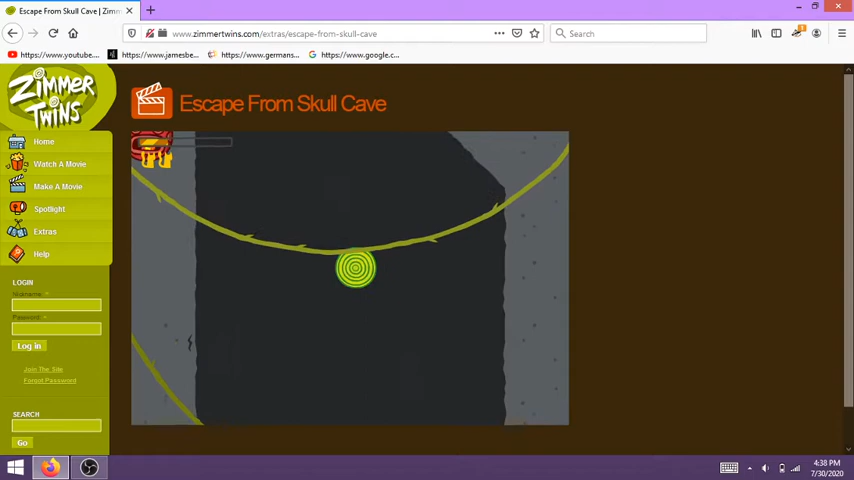 Escape From Skull Cave | Zimm
www.zimmertwins.com/extras/escape-from-skull-cave
Search
https://www.youtube....
https://www.jamesbe...
https://www.germans...
https://www.google.c...
ZIMMER
TWINS
Escape From Skull Cave
Home
Watch A Movie
Make A Movie
Spotlight
Extras
Help
LOGIN
Nickname: *
Password: *
Log in
Join The Site
Forgot Password
SEARCH
Go
4:38 PM
7/30/2020